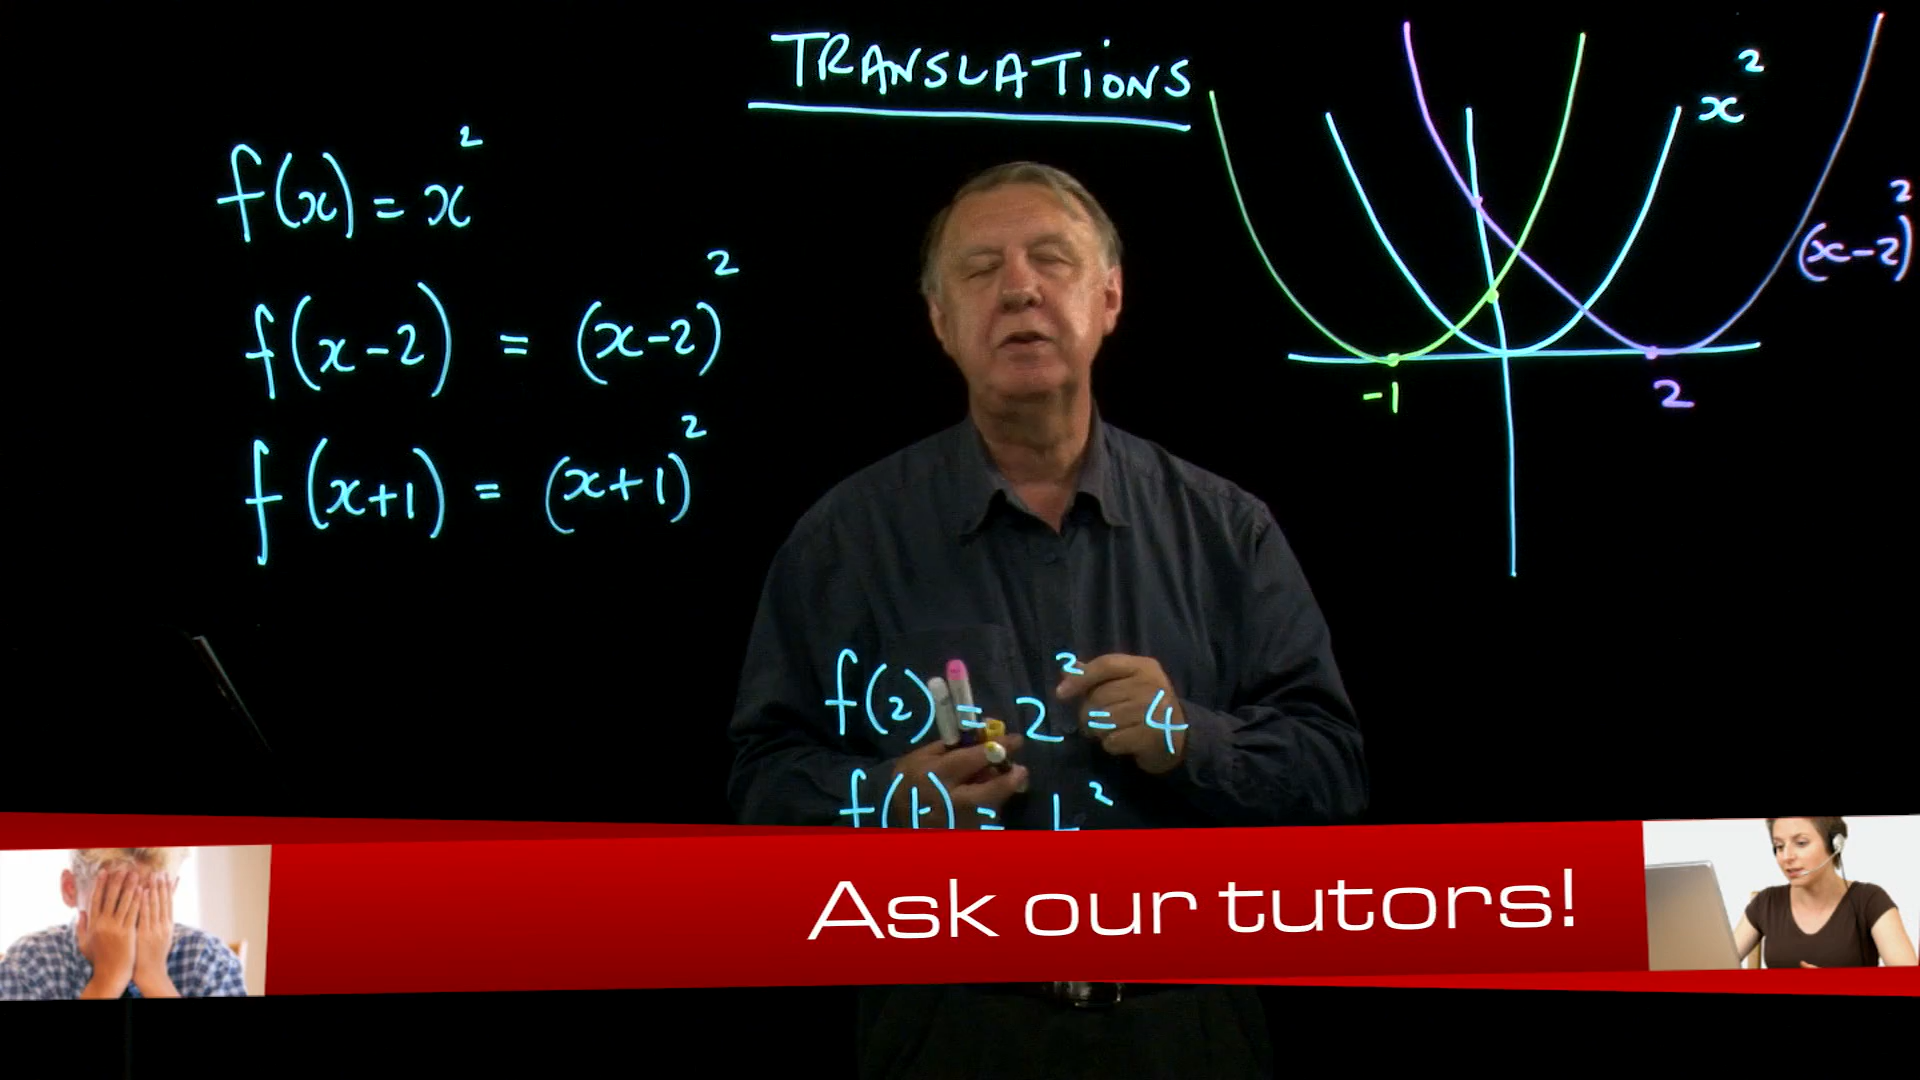 TRANSLATIONS
f(x) = x²
f(x-2) = (x-2)²
f(x+1) = (x+1)²
x²
(x-2)²
-1
2
f(2) = 2² = 4
f(t) = t²
Ask our tutors!